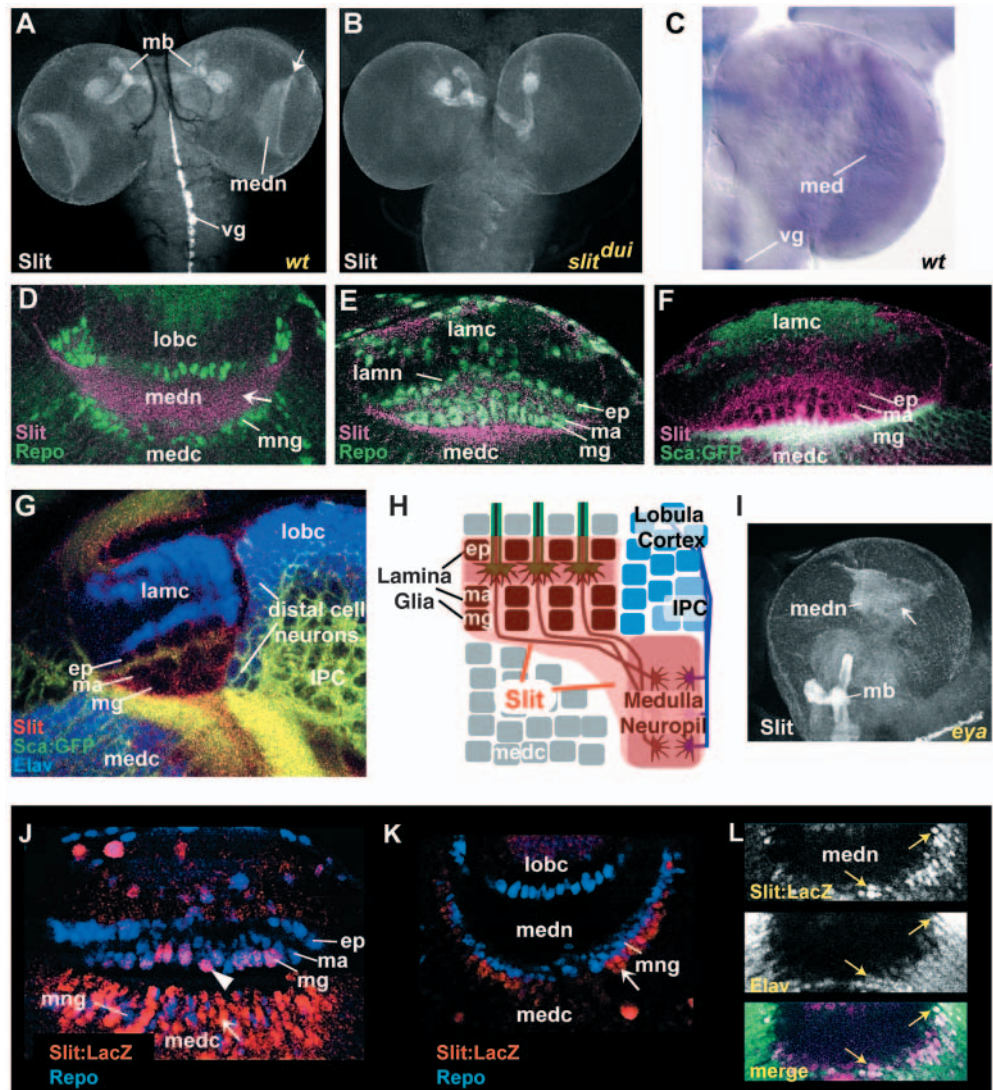 A
mb
medn
vg
Slit
wt
B
Slit
slit dui
C
med
vg
wt
D
lobc
medn
mng
Slit
Repo
E
lamc
lamn
ep
ma
mg
Slit
Repo
medc
F
lamc
ep
ma
mg
Slit
Sca:GFP
medc
G
lobc
lamc
distal cell
neurons
ep
ma
mg
IPC
Slit
Sca:GFP
Elav
medc
H
Lobula
Cortex
ep
Lamina
Glia
ma
mg
IPC
Slit
Medulla
Neuropil
medc
I
medn
mb
Slit
eya
J
ep
ma
mg
mng
medc
Slit:LacZ
Repo
K
lobc
medn
mng
medc
Slit:LacZ
Repo
L
medn
Slit:LacZ
Elav
merge